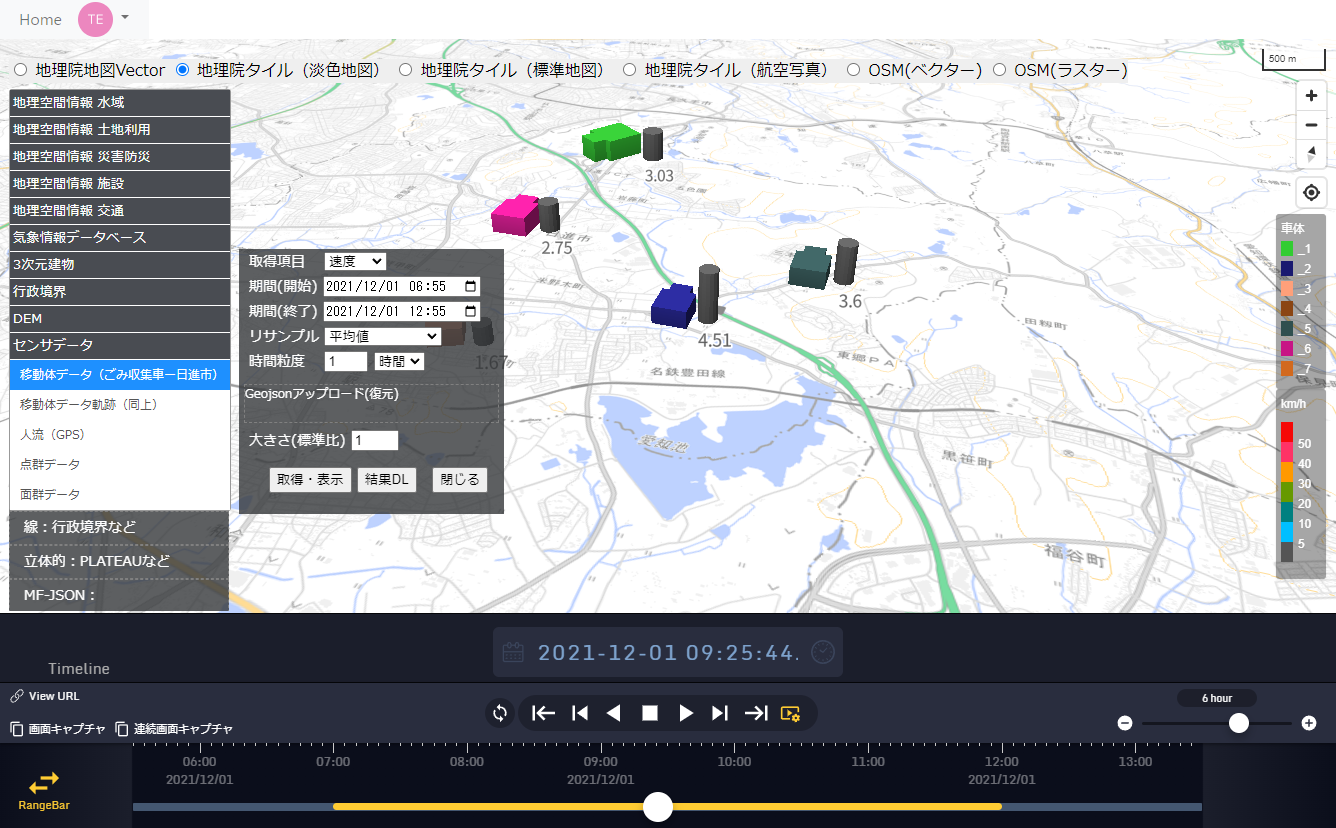 Home
TE
地理院地図Vector
地理院タイル（淡色地図）
地理院タイル（標準地図）
地理院タイル（航空写真）
OSM(ベクター)
OSM(ラスター)
500 m
地理空間情報 水域
地理空間情報 土地利用
地理空間情報 災害防災
地理空間情報 施設
地理空間情報 交通
気象情報データベース
3次元建物
行政境界
DEM
センサデータ
移動体データ（ごみ収集車ー日進市）
移動体データ軌跡（同上）
人流（GPS）
点群データ
面群データ
線：行政境界など
立体的：PLATEAUなど
MF-JSON：
取得項目
速度
期間(開始)
2021/12/01 06:55
期間(終了)
2021/12/01 12:55
リサンプル
平均値
時間粒度
1
時間
Geojsonアップロード(復元)
大きさ(標準比)
1
取得・表示
結果DL
閉じる
3.03
2.75
3.6
4.51
1.67
米野木町
名鉄豊田線
東郷ＰＡ
田籾町
愛知池
黒笹町
福谷町
車体
_1
_2
_3
_4
_5
_6
_7
km/h
50
40
30
20
10
5
2021-12-01 09:25:44.
Timeline
View URL
画面キャプチャ
連続画面キャプチャ
6 hour
RangeBar
06:00
2021/12/01
07:00
08:00
09:00
2021/12/01
10:00
11:00
12:00
2021/12/01
13:00